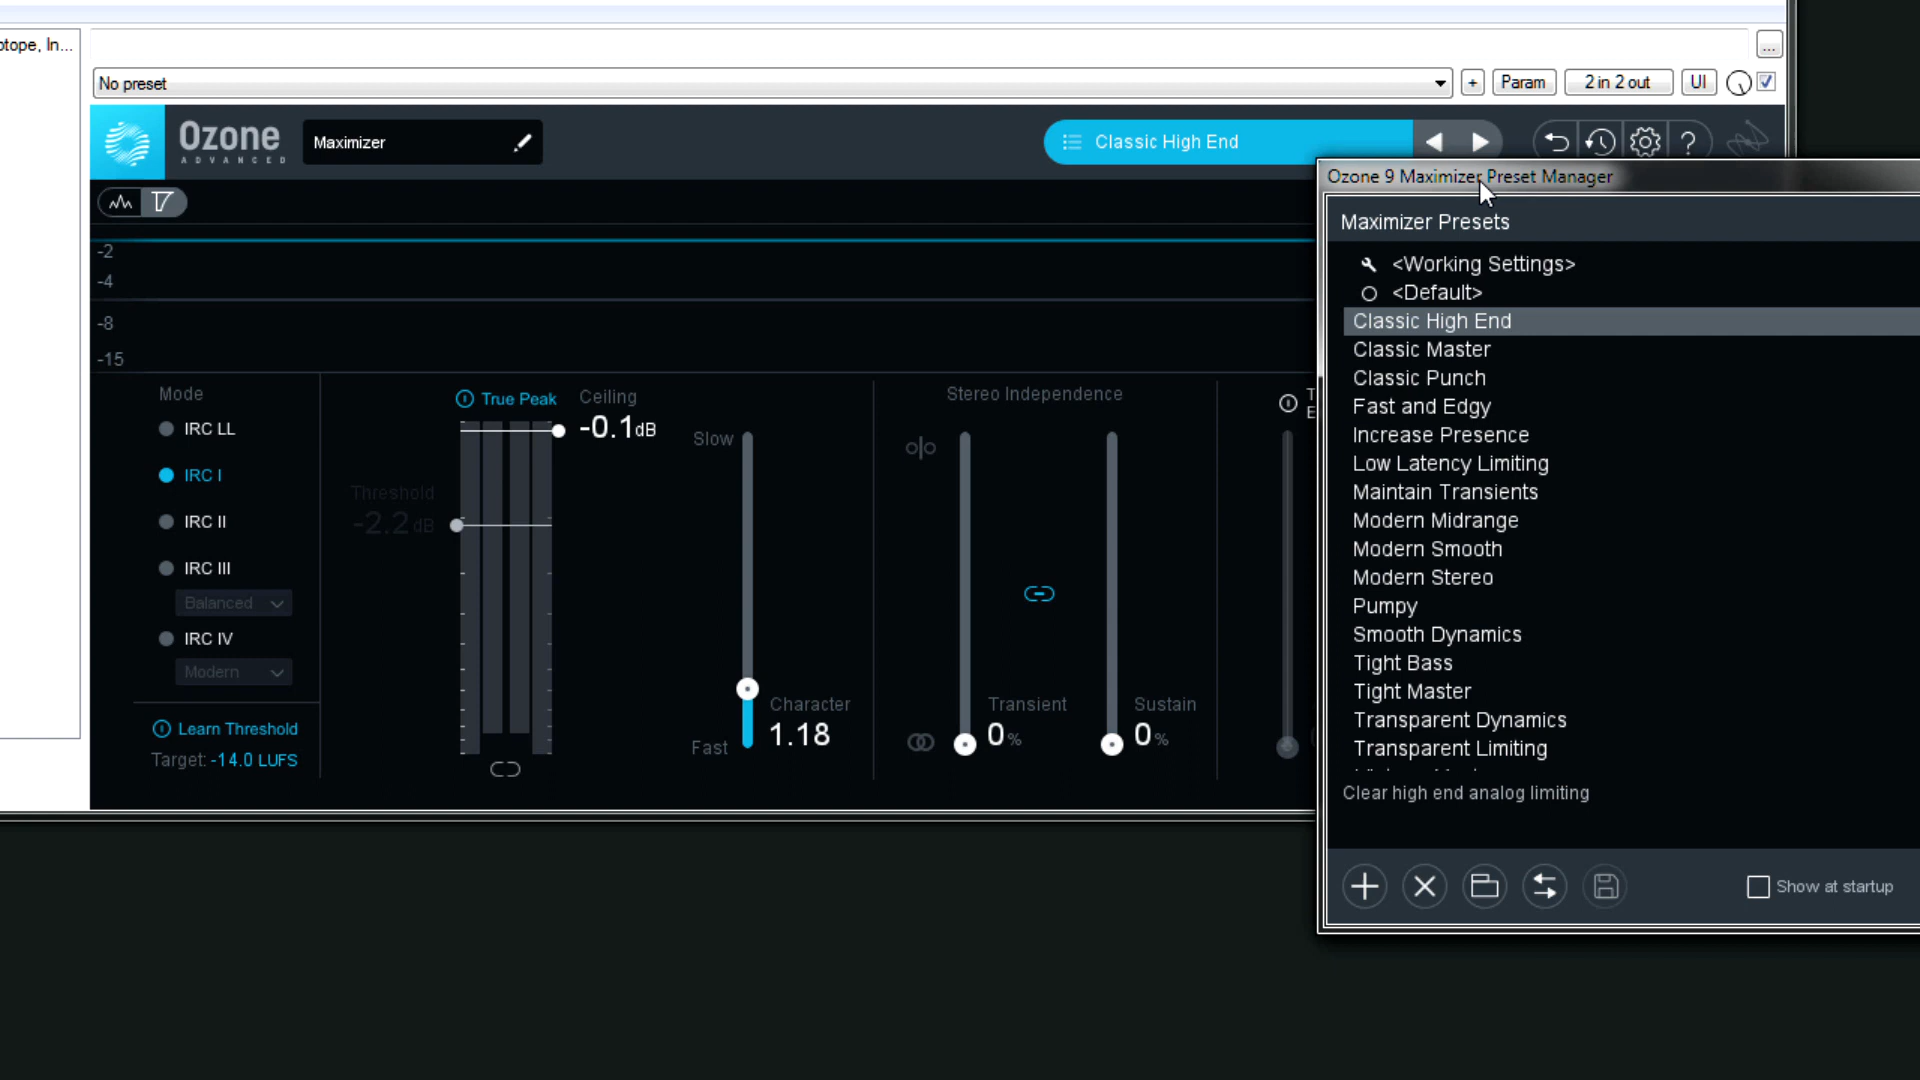 otope, In...
...
No preset
+
Param
2 in 2 out
UI
Ozone
ADVANCED
Maximizer
Classic High End
?
Ozone 9 Maximizer Preset Manager
Maximizer Presets
<Working Settings>
<Default>
Classic High End
Classic Master
Classic Punch
Fast and Edgy
Increase Presence
Low Latency Limiting
Maintain Transients
Modern Midrange
Modern Smooth
Modern Stereo
Pumpy
Smooth Dynamics
Tight Bass
Tight Master
Transparent Dynamics
Transparent Limiting
Clear high end analog limiting
Show at startup
-2
-4
-8
-15
Mode
IRC LL
IRC I
IRC II
IRC III
Balanced
IRC IV
Modern
Learn Threshold
Target: -14.0 LUFS
True Peak
Ceiling
-0.1dB
Threshold
-2.2 dB
Slow
Fast
Character
1.18
Stereo Independence
Transient
0%
Sustain
0%
T
E